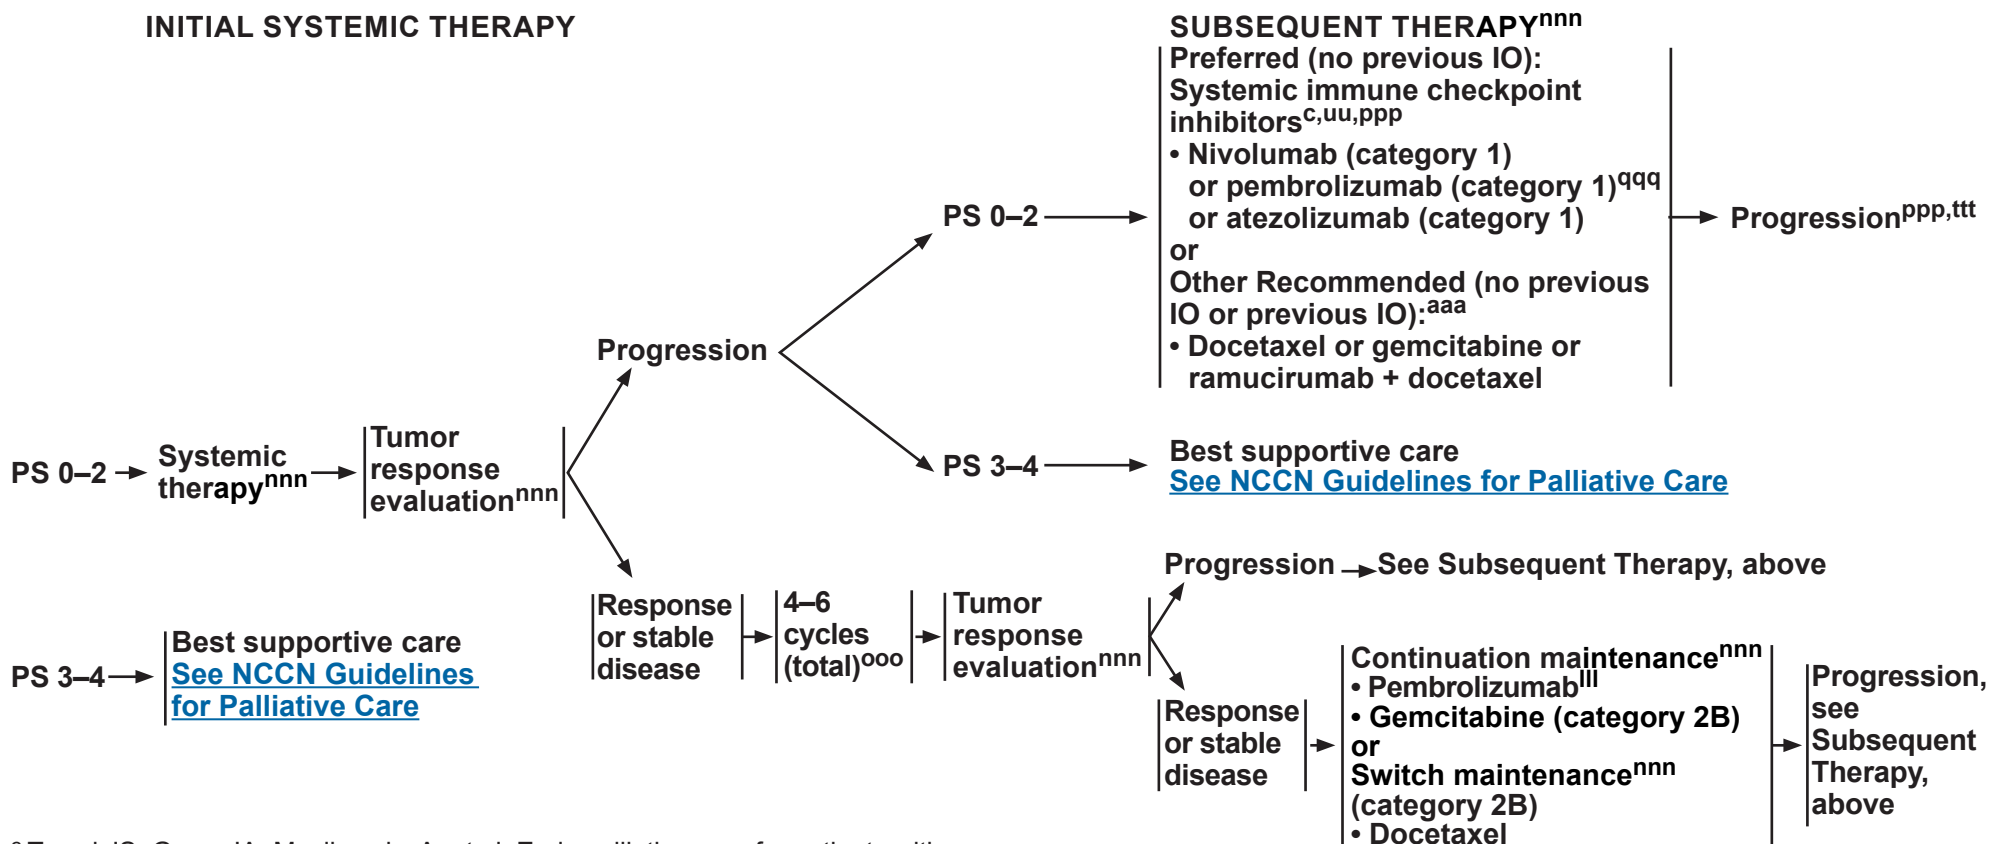 INITIAL SYSTEMIC THERAPY
SUBSEQUENT THERAPYnnn
Preferred (no previous IO):
Systemic immune checkpoint
inhibitorsc,uu,ppp
• Nivolumab (category 1)
or pembrolizumab (category 1)qqq
or atezolizumab (category 1)
or
Other Recommended (no previous
IO or previous IO):aaa
• Docetaxel or gemcitabine or
ramucirumab + docetaxel
PS 0–2
Progressionppp,ttt
Progression
PS 3–4
Best supportive care
See NCCN Guidelines for Palliative Care
PS 0–2
Systemic
therapynnn
Tumor
response
evaluationnnn
Response
or stable
disease
4–6
cycles
(total)ooo
Tumor
response
evaluationnnn
Progression
See Subsequent Therapy, above
PS 3–4
Best supportive care
See NCCN Guidelines
for Palliative Care
Response
or stable
disease
Continuation maintenancennn
• Pembrolizumablll
• Gemcitabine (category 2B)
or
Switch maintenancennn
(category 2B)
• Docetaxel
Progression,
see
Subsequent
Therapy,
above